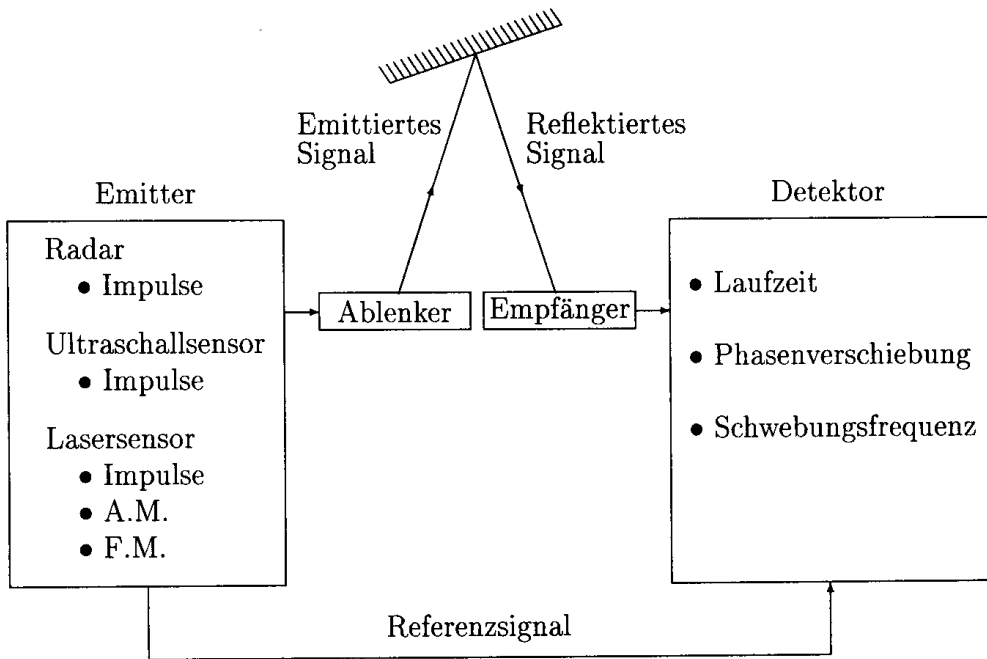 Emittiertes
Signal
Reflektiertes
Signal
Emitter
Radar
• Impulse
Ultraschallsensor
• Impulse
Lasersensor
• Impulse
• A.M.
• F.M.
Ablenker
Empfänger
Detektor
• Laufzeit
• Phasenverschiebung
• Schwebungsfrequenz
Referenzsignal